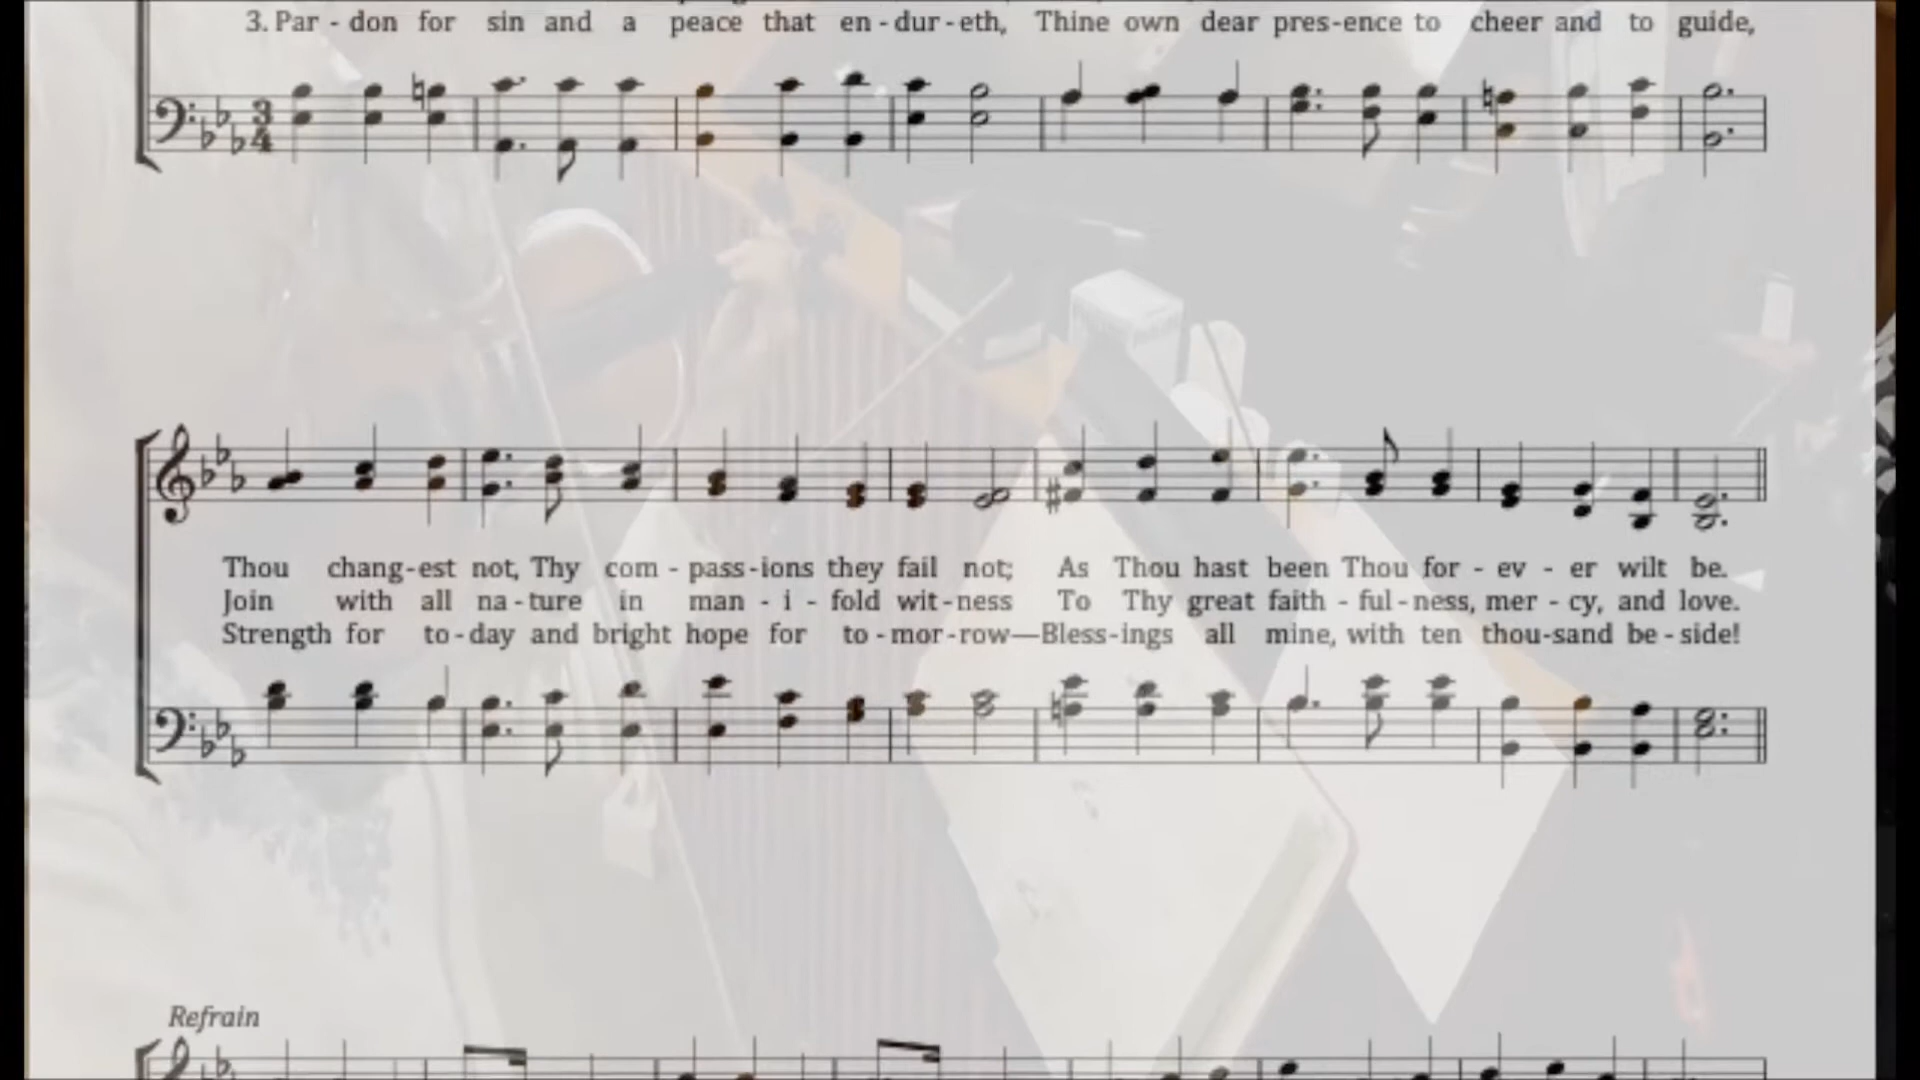 3. Par - don for sin and a peace that en - dur - eth, Thine own dear pres - ence to cheer and to guide,
3
4
Thou chang - est not, Thy com - pass - ions they fail not; As Thou hast been Thou for - ev - er wilt be.
Join with all na - ture in man - i - fold wit - ness To Thy great faith - ful - ness, mer - cy, and love.
Strength for to - day and bright hope for to - mor - row—Bless - ings all mine, with ten thou - sand be - side!
Refrain